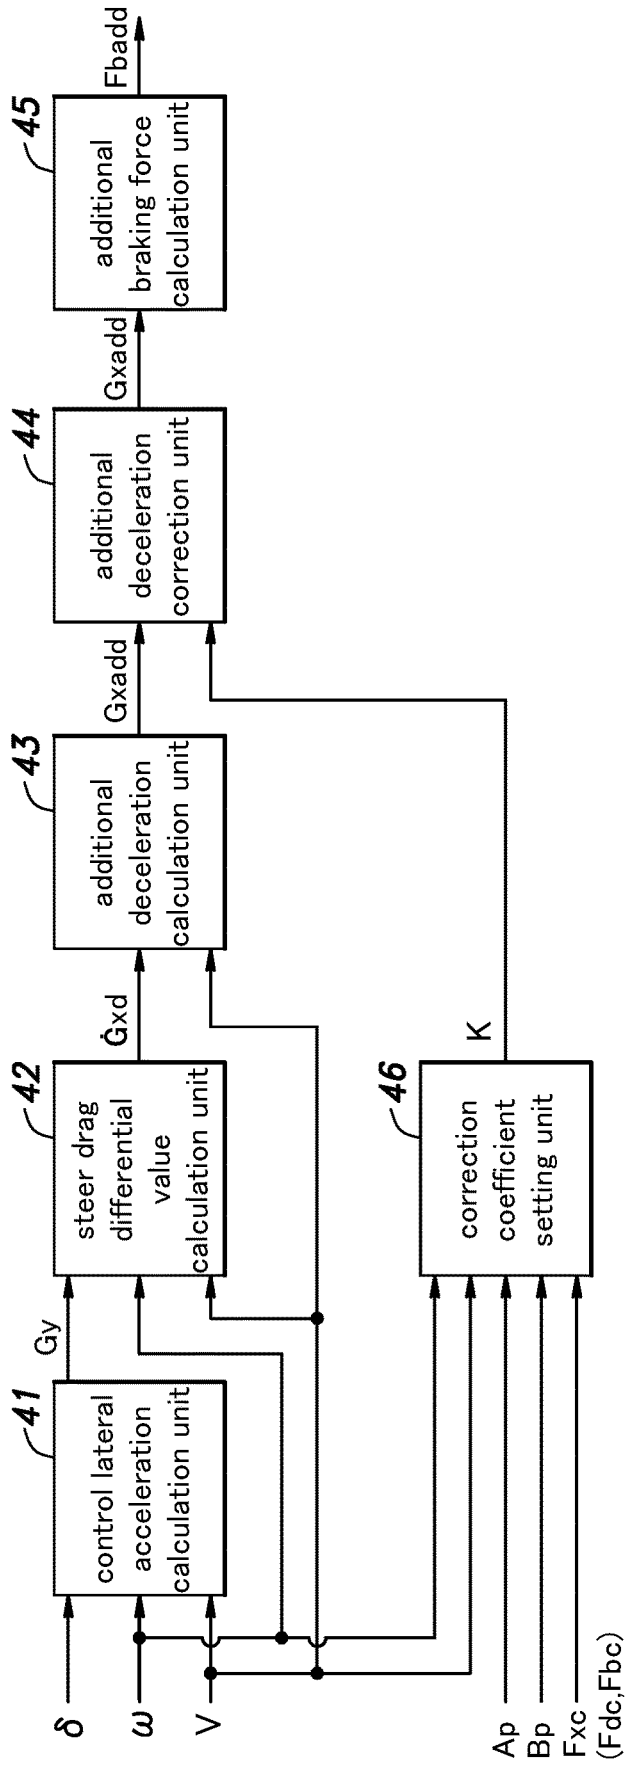 δ
ω
V
41
control lateral
acceleration
calculation unit
Gy
42
steer drag
differential
value
calculation unit
Ġxd
43
additional
deceleration
calculation unit
Gxadd
44
additional
deceleration
correction unit
Gxadd
45
additional
braking force
calculation unit
Fbadd
Ap
Bp
Fxc
(Fdc,Fbc)
46
correction
coefficient
setting unit
K